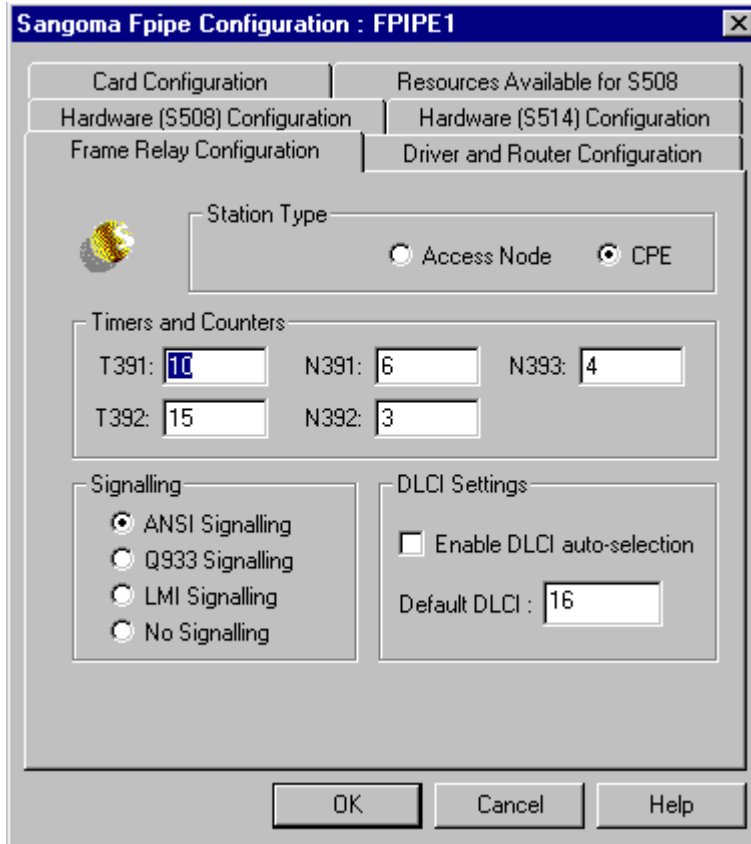 Sangoma Fpipe Configuration : FPIPE1
Card Configuration
Resources Available for S508
Hardware (S508) Configuration
Hardware (S514) Configuration
Frame Relay Configuration
Driver and Router Configuration
Station Type
Access Node
CPE
Timers and Counters
T391: 10 N391: 6 N393: 4
T392: 15 N392: 3
Signalling
ANSI Signalling
Q933 Signalling
LMI Signalling
No Signalling
DLCI Settings
Enable DLCI auto-selection
Default DLCI : 16
OK
Cancel
Help